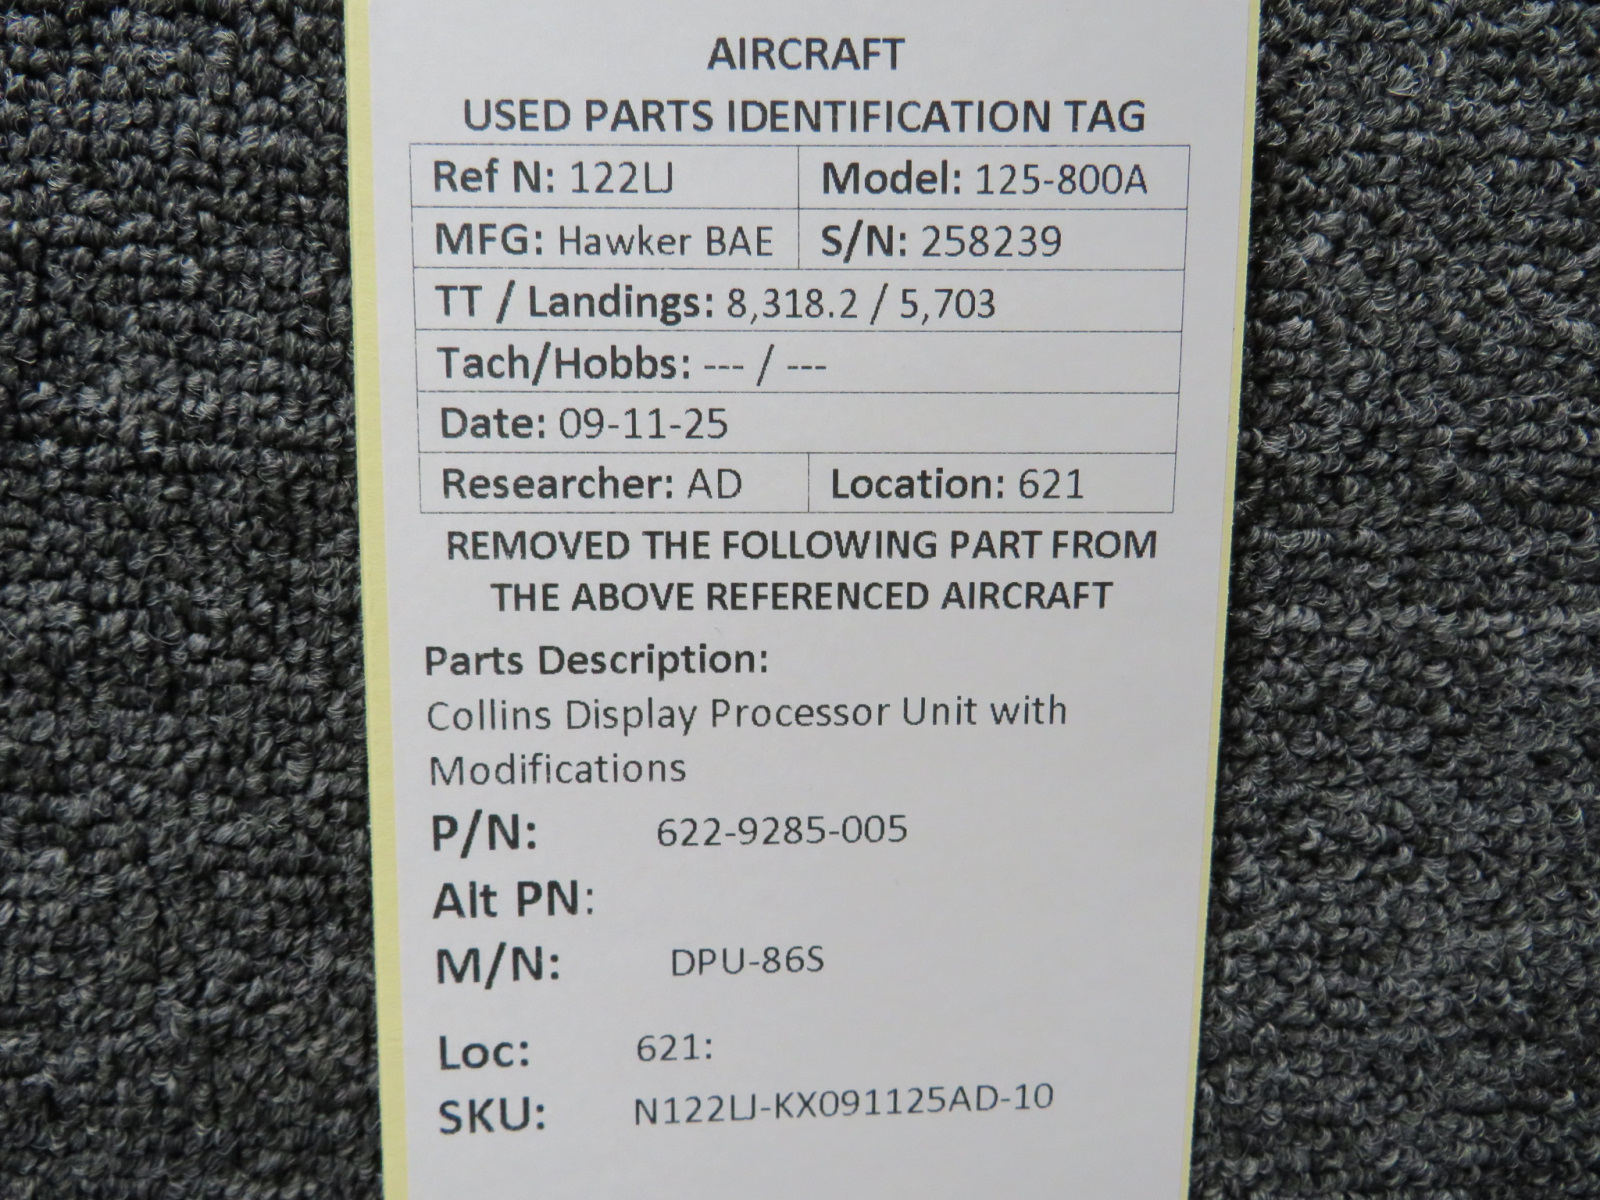 AIRCRAFT
USED PARTS IDENTIFICATION TAG
Ref N: 122LJ Model: 125-800A
MFG: Hawker BAE S/N: 258239
TT / Landings: 8,318.2 / 5,703
Tach/Hobbs: --- / ---
Date: 09-11-25
Researcher: AD Location: 621
REMOVED THE FOLLOWING PART FROM
THE ABOVE REFERENCED AIRCRAFT
Parts Description:
Collins Display Processor Unit with
Modifications
P/N: 622-9285-005
Alt PN:
M/N: DPU-86S
Loc: 621:
SKU: N122LJ-KX091125AD-10